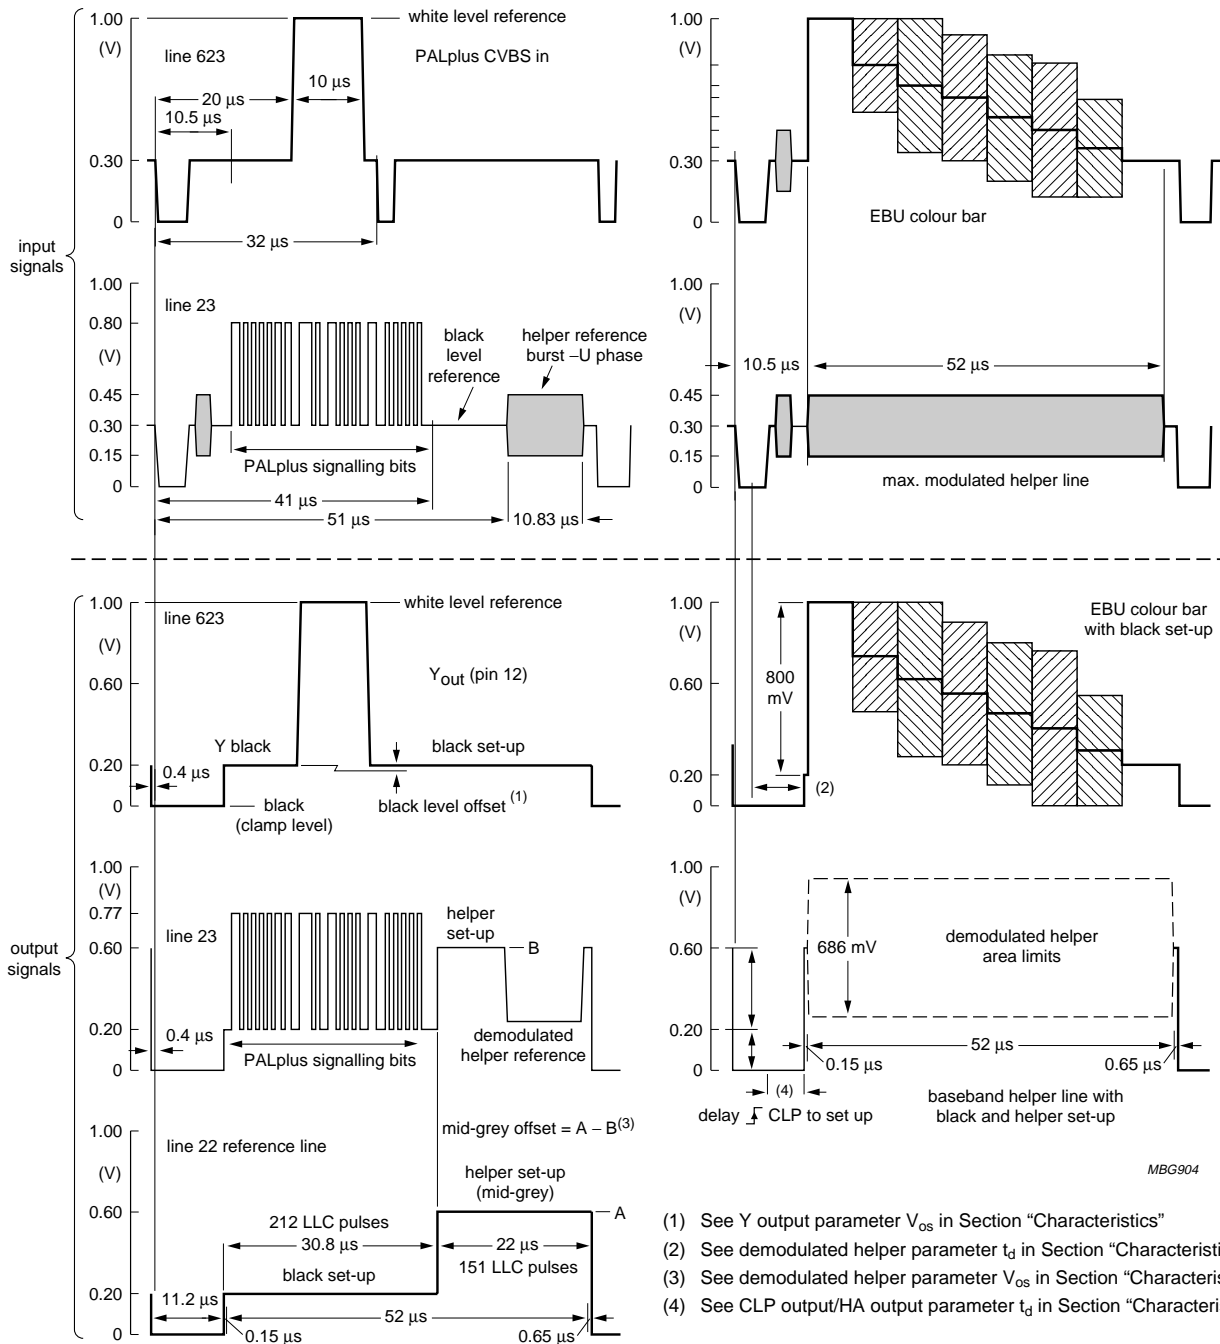 1.00
(V)
0.30
0
line 623
white level reference
PALplus CVBS in
20 µs
10 µs
10.5 µs
32 µs
input
signals
1.00
0.80
(V)
0.45
0.30
0.15
0
line 23
black
level
reference
helper reference
burst –U phase
PALplus signalling bits
41 µs
51 µs
10.83 µs
1.00
(V)
0.30
0
EBU colour bar
1.00
(V)
0.45
0.30
0.15
0
10.5 µs
52 µs
max. modulated helper line
output
signals
1.00
(V)
0.60
0.20
0
line 623
white level reference
Yout (pin 12)
Y black
black set-up
0.4 µs
black
(clamp level)
black level offset (1)
1.00
(V)
0.60
0.20
0
800
mV
(2)
EBU colour bar
with black set-up
1.00
(V)
0.77
0.60
0.20
0
line 23
helper
set-up
B
0.4 µs
PALplus signalling bits
demodulated
helper reference
1.00
(V)
0.60
0.20
0
686 mV
demodulated helper
area limits
52 µs
0.15 µs
0.65 µs
(4)
delay CLP to set up
baseband helper line with
black and helper set-up
1.00
(V)
0.60
0.20
0
line 22 reference line
mid-grey offset = A – B(3)
helper set-up
(mid-grey)
A
212 LLC pulses
30.8 µs
22 µs
151 LLC pulses
black set-up
11.2 µs
52 µs
0.15 µs
0.65 µs
MBG904
(1) See Y output parameter Vos in Section “Characteristics”
(2) See demodulated helper parameter td in Section “Characteristi
(3) See demodulated helper parameter Vos in Section “Characteris
(4) See CLP output/HA output parameter td in Section “Characteri